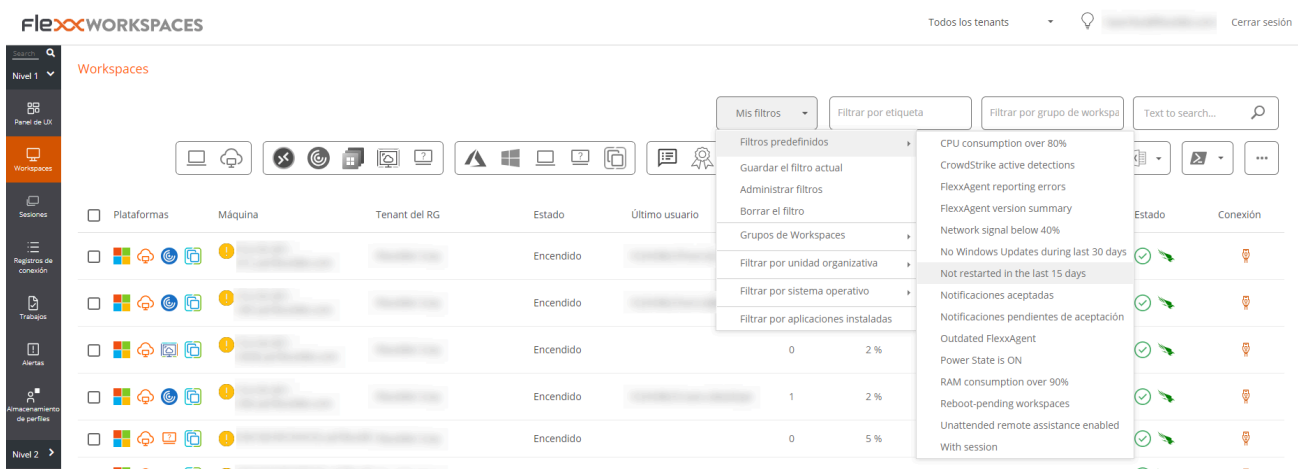 FlexxWORKSPACES
Todos los tenants
Cerrar sesión
Search
Nivel 1
Workspaces
Panel de UX
Mis filtros
Filtrar por etiqueta
Filtrar por grupo de workspa
Text to search...
Filtros predefinidos
CPU consumption over 80%
Workspaces
Guardar el filtro actual
CrowdStrike active detections
Administrar filtros
FlexxAgent reporting errors
Sesiones
Plataformas
Máquina
Tenant del RG
Estado
Último usuario
Borrar el filtro
FlexxAgent version summary
Estado
Conexión
Grupos de Workspaces
Network signal below 40%
Registros de
conexión
Encendido
No Windows Updates during last 30 days
Filtrar por unidad organizativa
Not restarted in the last 15 days
Trabajos
Encendido
Filtrar por sistema operativo
Notificaciones aceptadas
Filtrar por aplicaciones instaladas
Notificaciones pendientes de aceptación
Outdated FlexxAgent
Alertas
Encendido
0
2 %
Power State is ON
RAM consumption over 90%
Almacenamiento
de perfiles
Encendido
1
2 %
Reboot-pending workspaces
Unattended remote assistance enabled
Encendido
0
5 %
With session
Nivel 2